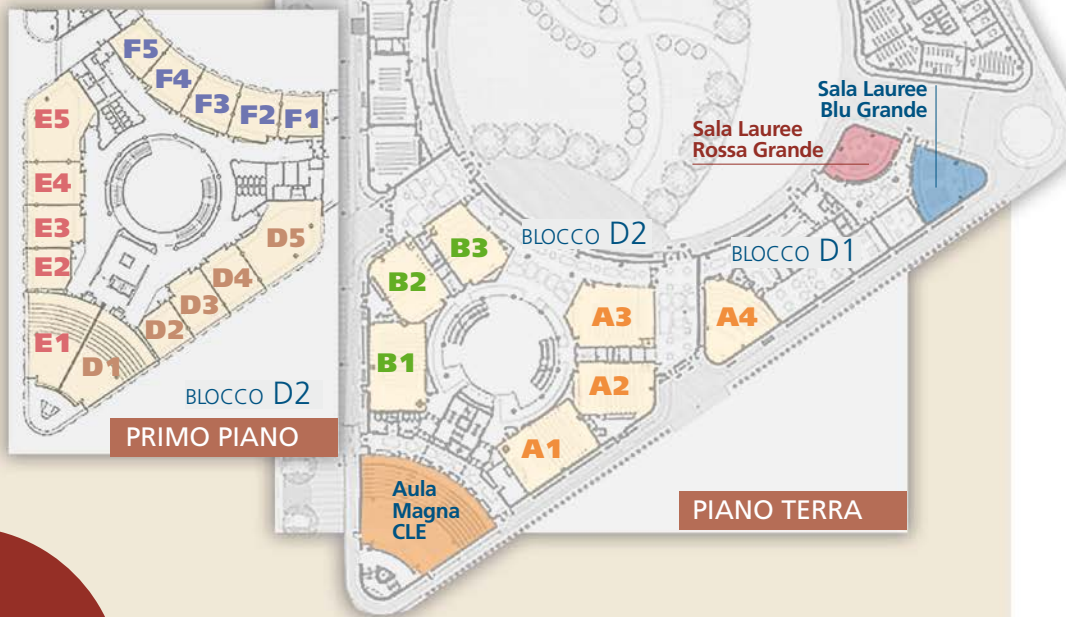 F5
F4
F3
F2
F1
E5
E4
E3
E2
E1
D5
D4
D3
D2
D1
BLOCCO D2
PRIMO PIANO
Sala Lauree
Blu Grande
Sala Lauree
Rossa Grande
BLOCCO D2
BLOCCO D1
B3
B2
B1
A3
A4
A2
A1
Aula
Magna
CLE
PIANO TERRA